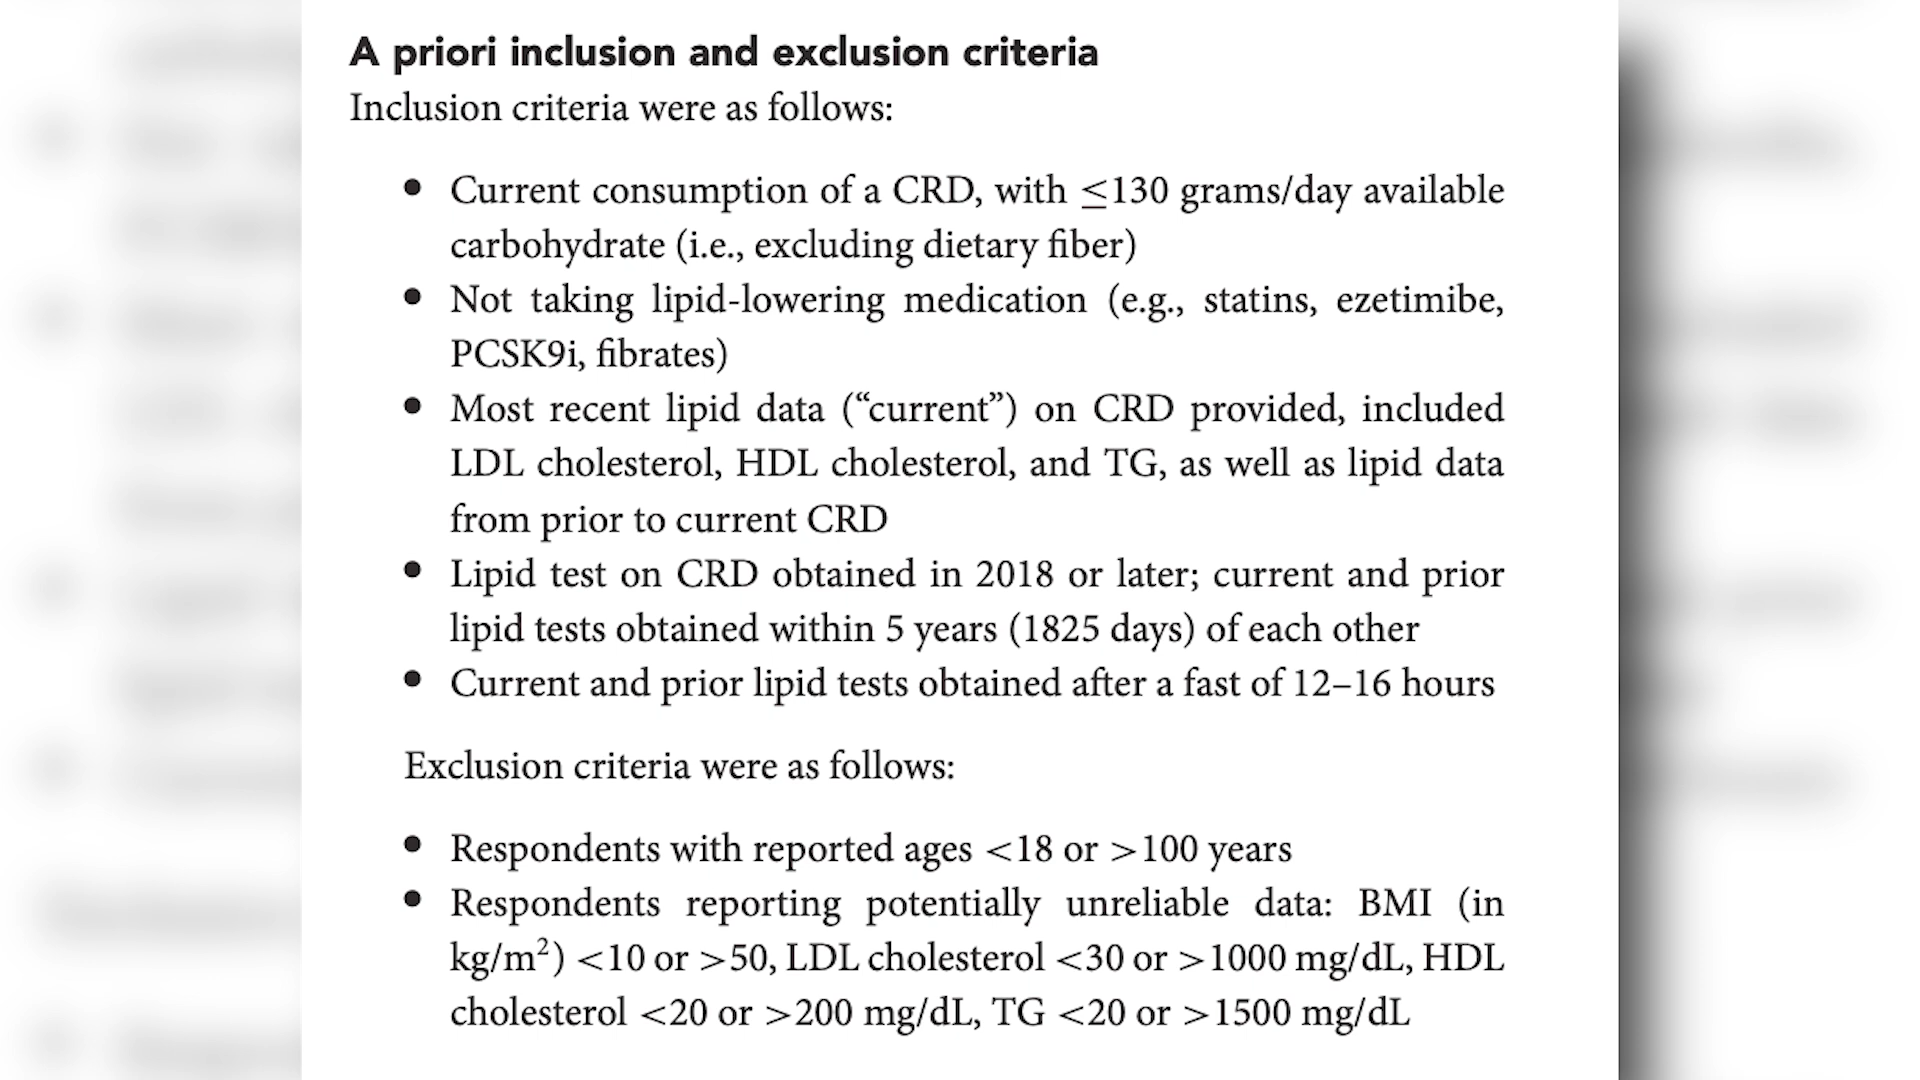 A priori inclusion and exclusion criteria
Inclusion criteria were as follows:
• Current consumption of a CRD, with ≤130 grams/day available
carbohydrate (i.e., excluding dietary fiber)
• Not taking lipid-lowering medication (e.g., statins, ezetimibe,
PCSK9i, fibrates)
• Most recent lipid data (“current”) on CRD provided, included
LDL cholesterol, HDL cholesterol, and TG, as well as lipid data
from prior to current CRD
• Lipid test on CRD obtained in 2018 or later; current and prior
lipid tests obtained within 5 years (1825 days) of each other
• Current and prior lipid tests obtained after a fast of 12–16 hours
Exclusion criteria were as follows:
• Respondents with reported ages <18 or >100 years
• Respondents reporting potentially unreliable data: BMI (in
kg/m²) <10 or >50, LDL cholesterol <30 or >1000 mg/dL, HDL
cholesterol <20 or >200 mg/dL, TG <20 or >1500 mg/dL